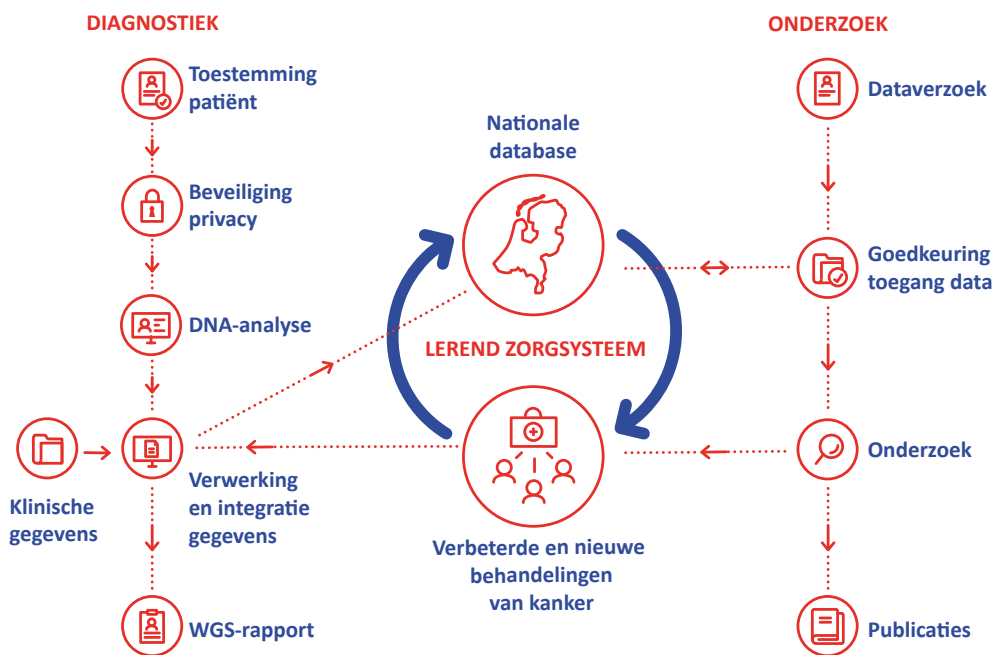 DIAGNOSTIEK
Toestemming
patiënt
Beveiliging
privacy
DNA-analyse
Klinische
gegevens
Verwerking
en integratie
gegevens
WGS-rapport
Nationale
database
LEREND ZORGSYSTEEM
Verbeterde en nieuwe
behandelingen
van kanker
ONDERZOEK
Dataverzoek
Goedkeuring
toegang data
Onderzoek
Publicaties